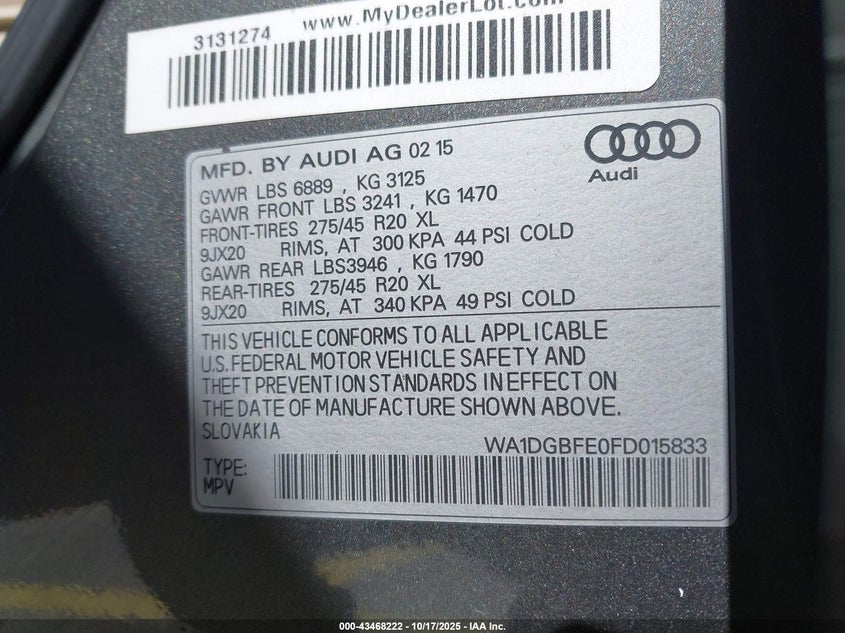 www.MyDealerLot.com
3131274
MFD. BY AUDI AG 02 15
GVWR LBS 6889 , KG 3125
GAWR FRONT LBS 3241 , KG 1470
FRONT-TIRES 275/45 R20 XL
9JX20 RIMS, AT 300 KPA 44 PSI COLD
GAWR REAR LBS3946 , KG 1790
REAR-TIRES 275/45 R20 XL
9JX20 RIMS, AT 340 KPA 49 PSI COLD
Audi
THIS VEHICLE CONFORMS TO ALL APPLICABLE
U.S. FEDERAL MOTOR VEHICLE SAFETY AND
THEFT PREVENTION STANDARDS IN EFFECT ON
THE DATE OF MANUFACTURE SHOWN ABOVE.
SLOVAKIA
WA1DGBFE0FD015833
TYPE:
MPV
000-43468222 - 10/17/2025 - IAA Inc.